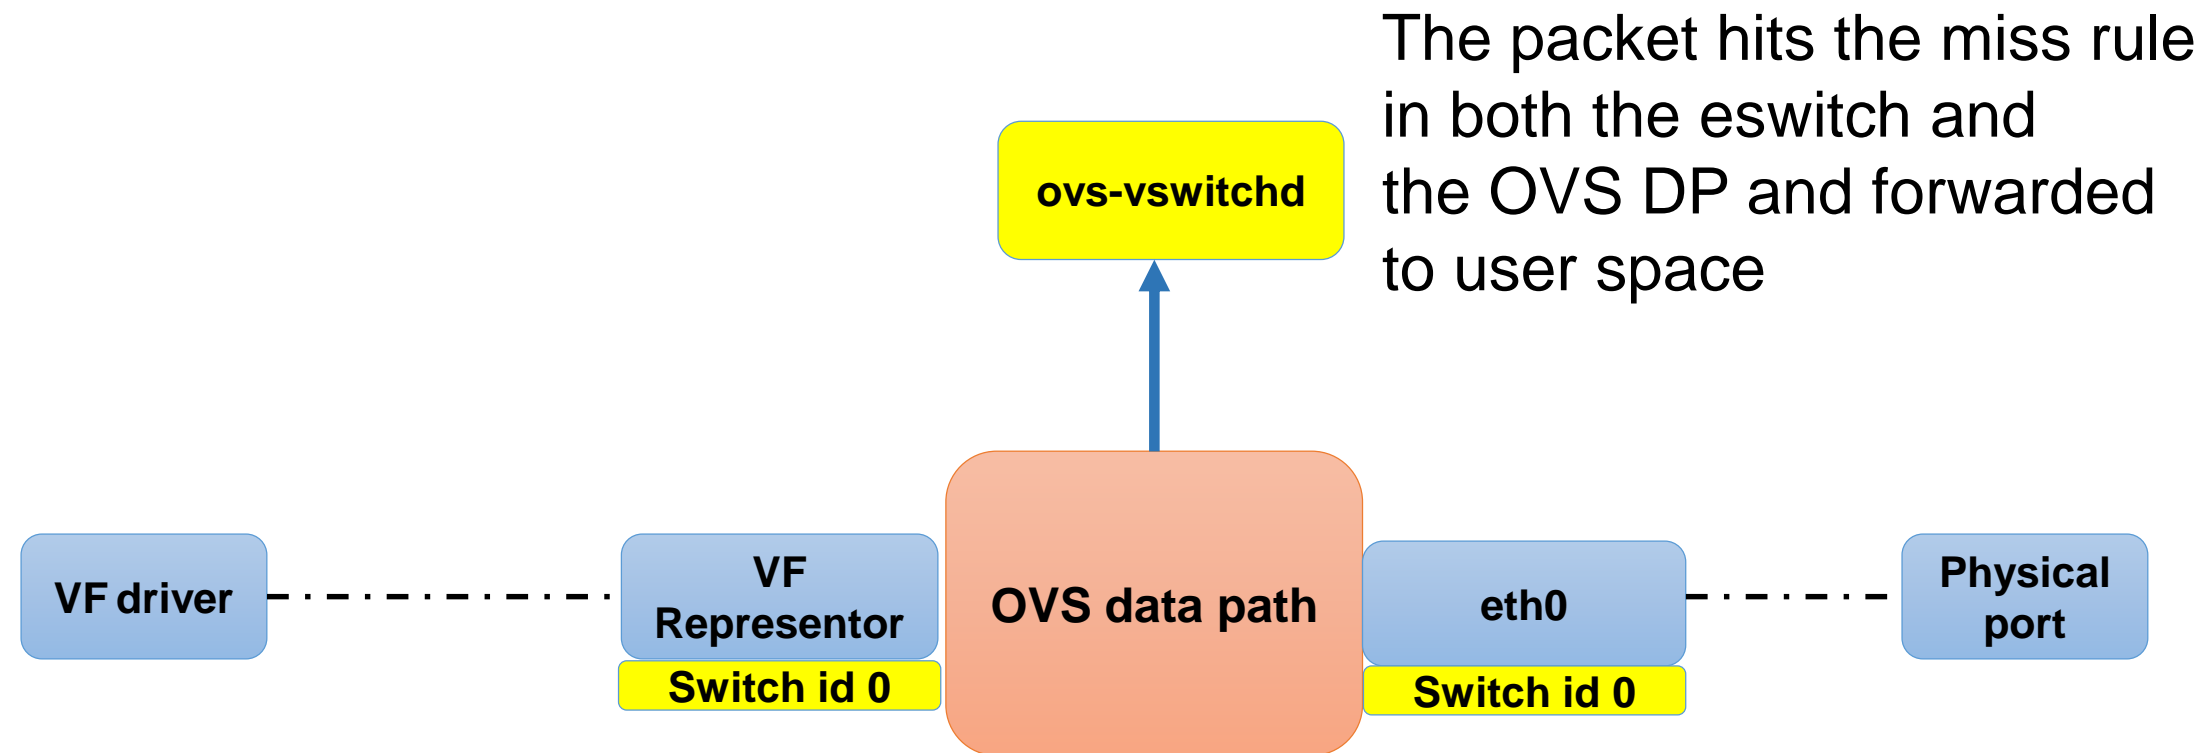 The packet hits the miss rule
in both the eswitch and
the OVS DP and forwarded
to user space
ovs-vswitchd
VF driver
VF
Representor
Switch id 0
OVS data path
eth0
Switch id 0
Physical
port